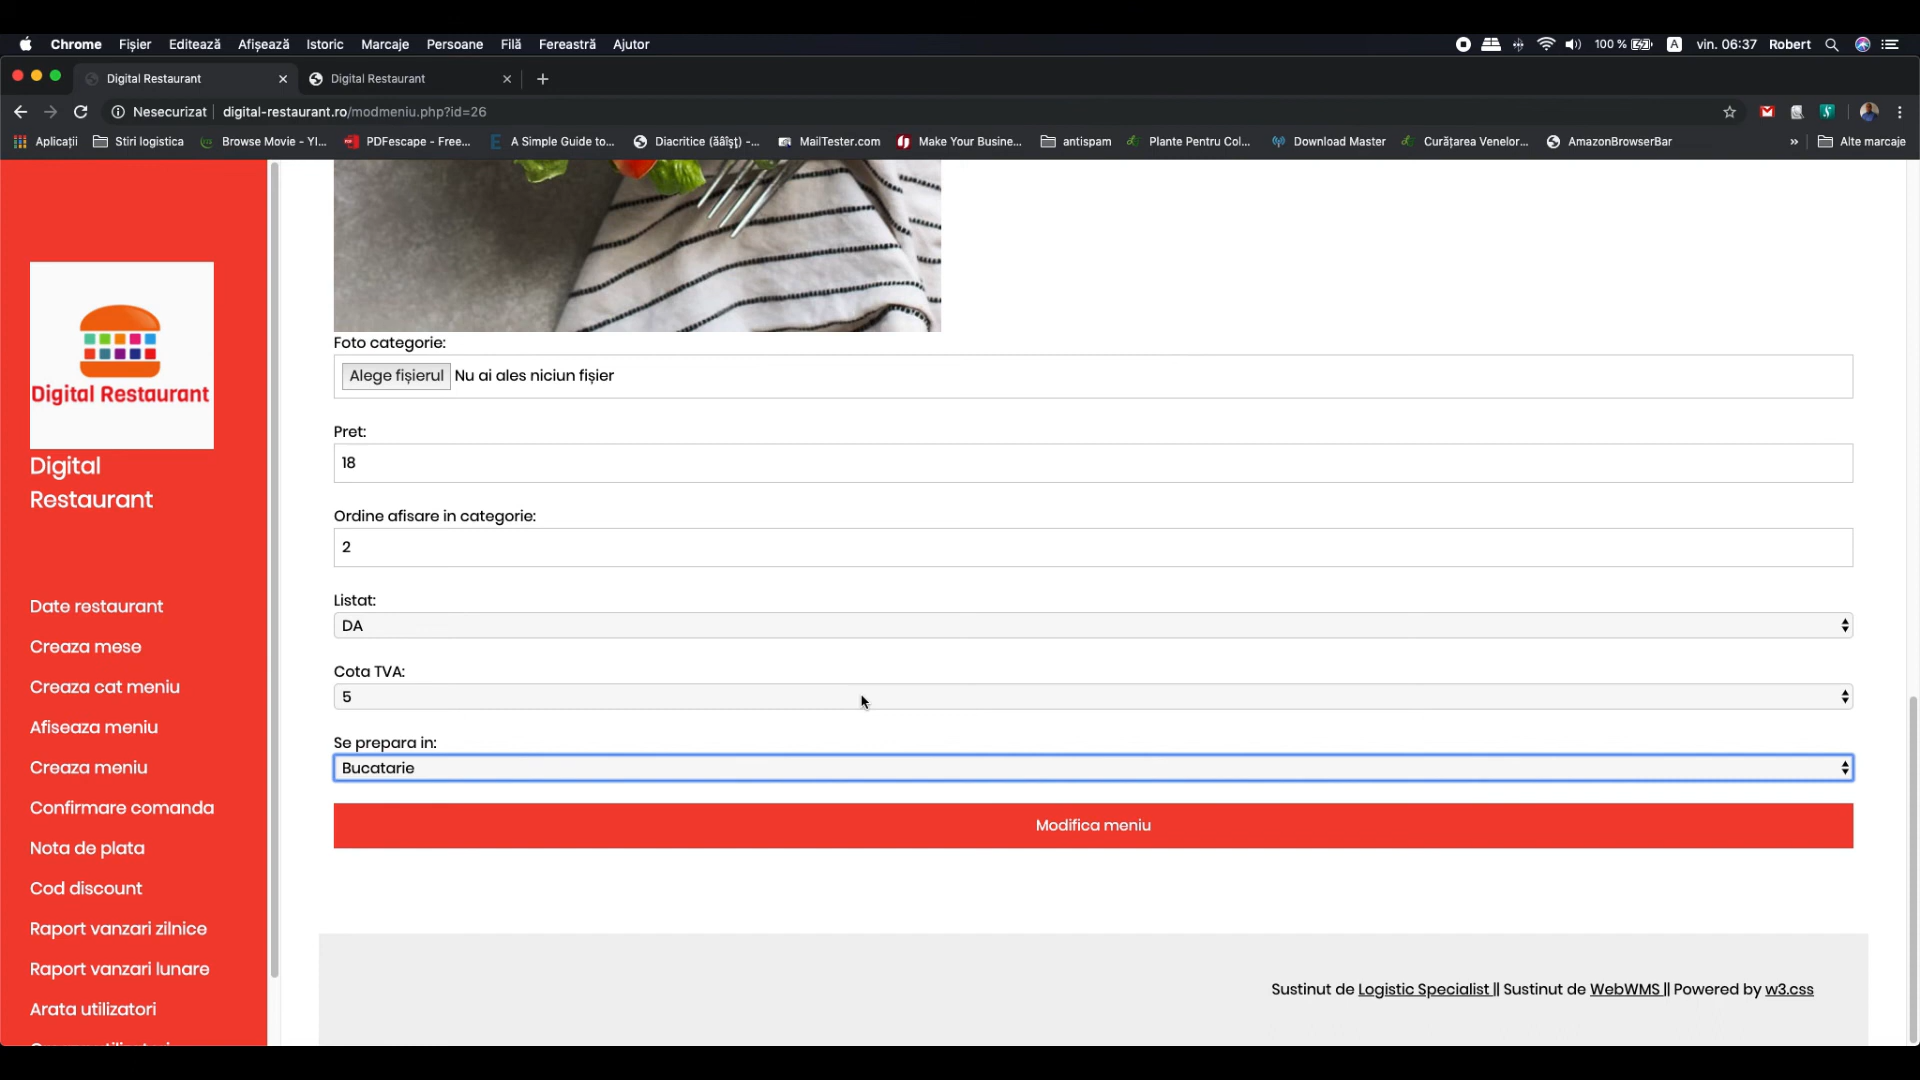 Chrome Fișier Editează Afișează Istoric Marcaje Persoane Filă Fereastră Ajutor 100 % A vin. 06:37 Robert
Digital Restaurant Digital Restaurant
Nesecurizat digital-restaurant.ro/modmeniu.php?id=26
Aplicații Stiri logistica Browse Movie - YI... PDFescape - Free... A Simple Guide to... Diacritice (ăâîşţ) -... MailTester.com Make Your Busine... antispam Plante Pentru Col... Download Master Curățarea Venelor... AmazonBrowserBar » Alte marcaje
Digital Restaurant
Digital
Restaurant
Date restaurant
Creaza mese
Creaza cat meniu
Afiseaza meniu
Creaza meniu
Confirmare comanda
Nota de plata
Cod discount
Raport vanzari zilnice
Raport vanzari lunare
Arata utilizatori
Foto categorie:
Alege fișierul Nu ai ales niciun fișier
Pret:
18
Ordine afisare in categorie:
2
Listat:
DA
Cota TVA:
5
Se prepara in:
Bucatarie
Modifica meniu
Sustinut de Logistic Specialist || Sustinut de WebWMS || Powered by w3.css